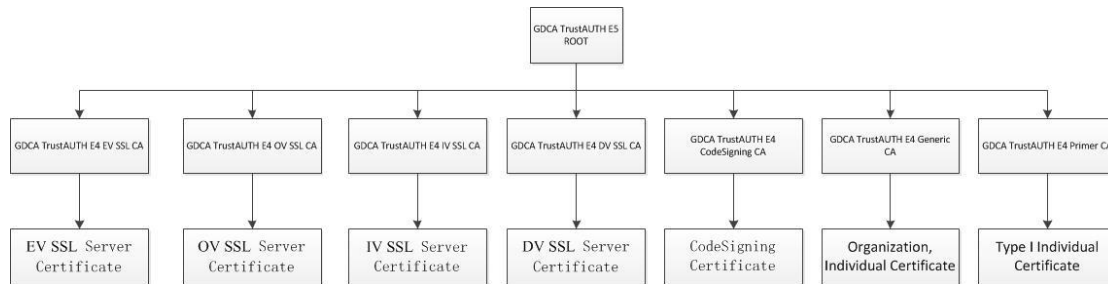 GDCA TrustAUTH E5
ROOT
GDCA TrustAUTH E4 EV SSL CA
GDCA TrustAUTH E4 OV SSL CA
GDCA TrustAUTH E4 IV SSL CA
GDCA TrustAUTH E4 DV SSL CA
GDCA TrustAUTH E4
CodeSigning CA
GDCA TrustAUTH E4 Generic
CA
GDCA TrustAUTH E4 Primer CA
EV SSL Server
Certificate
OV SSL Server
Certificate
IV SSL Server
Certificate
DV SSL Server
Certificate
CodeSigning
Certificate
Organization,
Individual Certificate
Type I Individual
Certificate